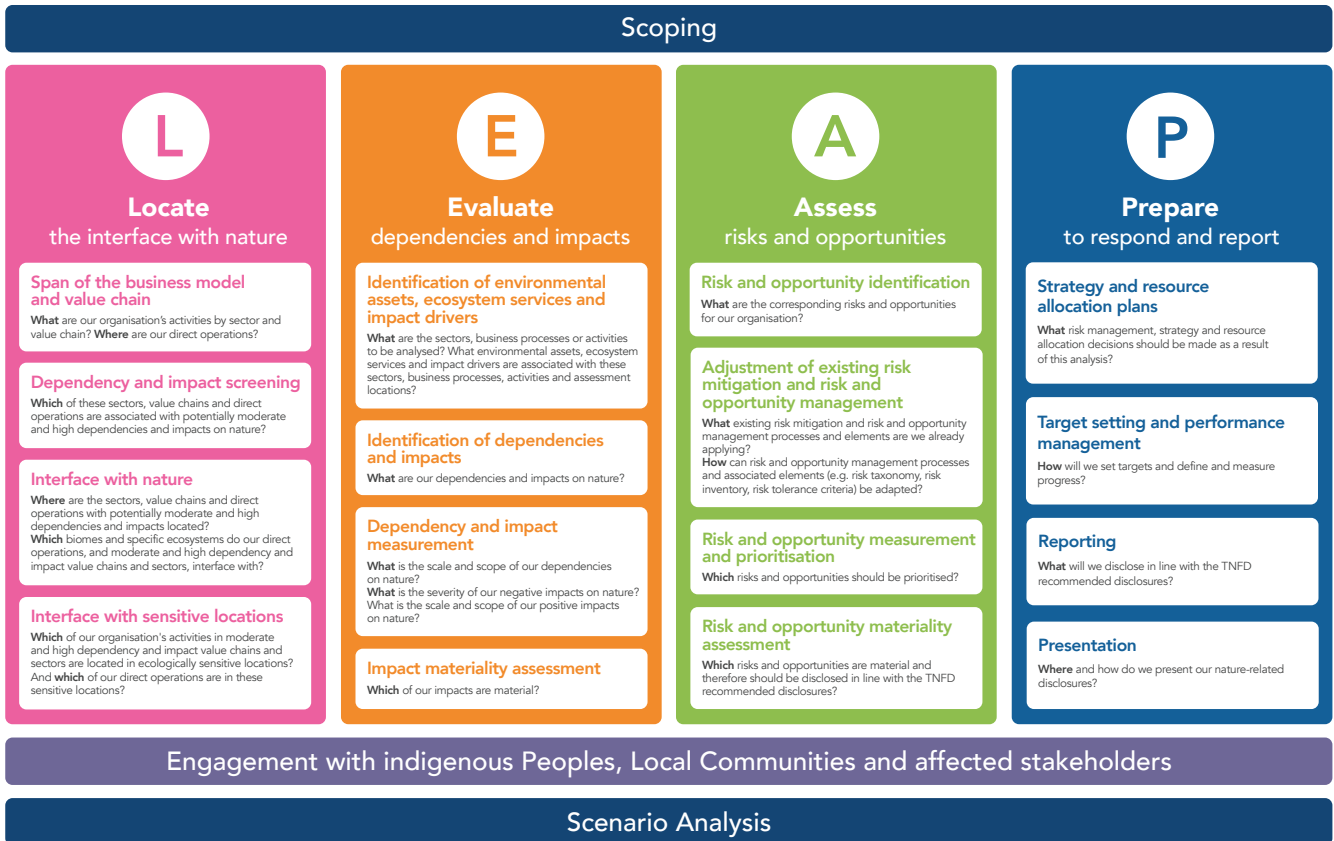 Scoping
L
Locate
the interface with nature
Span of the business model
and value chain
What are our organisation's activities by sector and
value chain? Where are our direct operations?
Dependency and impact screening
Which of these sectors, value chains and direct
operations are associated with potentially moderate
and high dependencies and impacts on nature?
Interface with nature
Where are the sectors, value chains and direct
operations with potentially moderate and high
dependencies and impacts located?
Which biomes and specific ecosystems do our direct
operations, and moderate and high dependency and
impact value chains and sectors, interface with?
Interface with sensitive locations
Which of our organisation's activities in moderate
and high dependency and impact value chains and
sectors are located in ecologically sensitive locations?
And which of our direct operations are in these
sensitive locations?
E
Evaluate
dependencies and impacts
Identification of environmental
assets, ecosystem services and
impact drivers
What are the sectors, business processes or activities
to be analysed? What environmental assets, ecosystem
services and impact drivers are associated with these
sectors, business processes, activities and assessment
locations?
Identification of dependencies
and impacts
What are our dependencies and impacts on nature?
Dependency and impact
measurement
What is the scale and scope of our dependencies
on nature?
What is the severity of our negative impacts on nature?
What is the scale and scope of our positive impacts
on nature?
Impact materiality assessment
Which of our impacts are material?
A
Assess
risks and opportunities
Risk and opportunity identification
What are the corresponding risks and opportunities
for our organisation?
Adjustment of existing risk
mitigation and risk and
opportunity management
What existing risk mitigation and risk and opportunity
management processes and elements are we already
applying?
How can risk and opportunity management processes
and associated elements (e.g. risk taxonomy, risk
inventory, risk tolerance criteria) be adapted?
Risk and opportunity measurement
and prioritisation
Which risks and opportunities should be prioritised?
Risk and opportunity materiality
assessment
Which risks and opportunities are material and
therefore should be disclosed in line with the TNFD
recommended disclosures?
P
Prepare
to respond and report
Strategy and resource
allocation plans
What risk management, strategy and resource
allocation decisions should be made as a result
of this analysis?
Target setting and performance
management
How will we set targets and define and measure
progress?
Reporting
What will we disclose in line with the TNFD
recommended disclosures?
Presentation
Where and how do we present our nature-related
disclosures?
Engagement with indigenous Peoples, Local Communities and affected stakeholders
Scenario Analysis